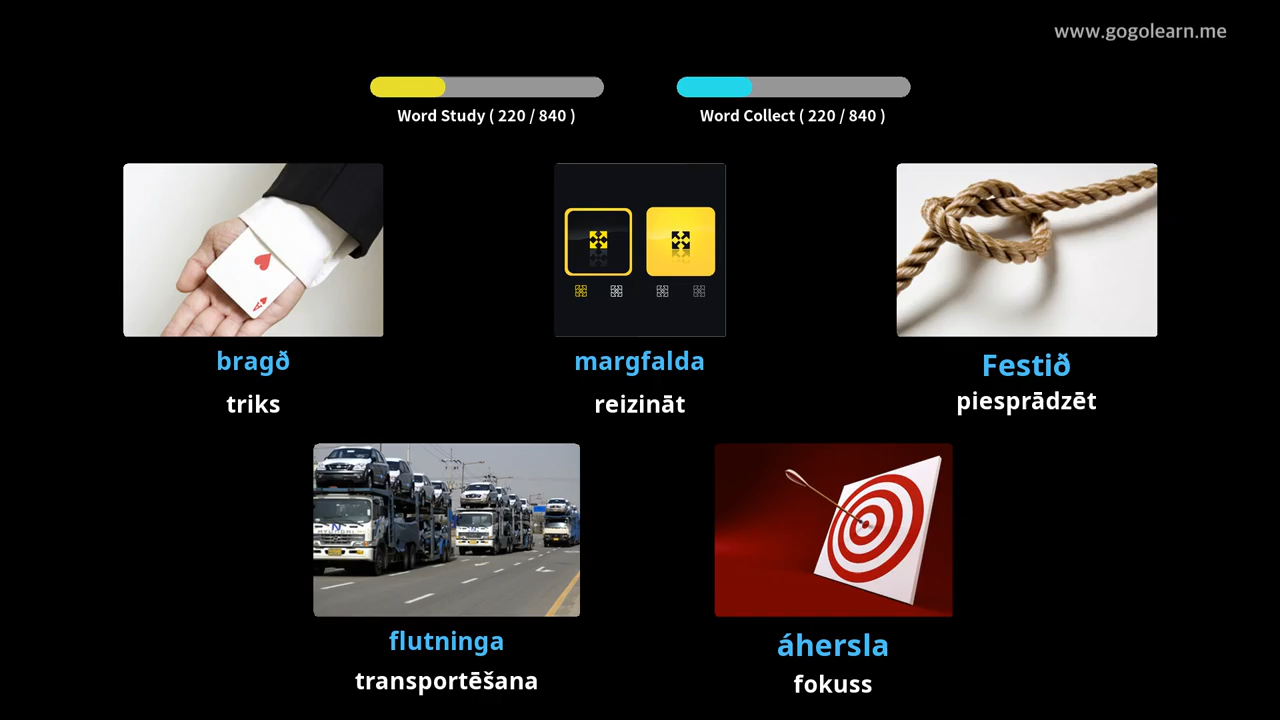 www.gogolearn.me
Word Study ( 220 / 840 )
Word Collect ( 220 / 840 )
bragð
triks
margfalda
reizināt
Festið
piesprādzēt
flutninga
transportēšana
áhersla
fokuss